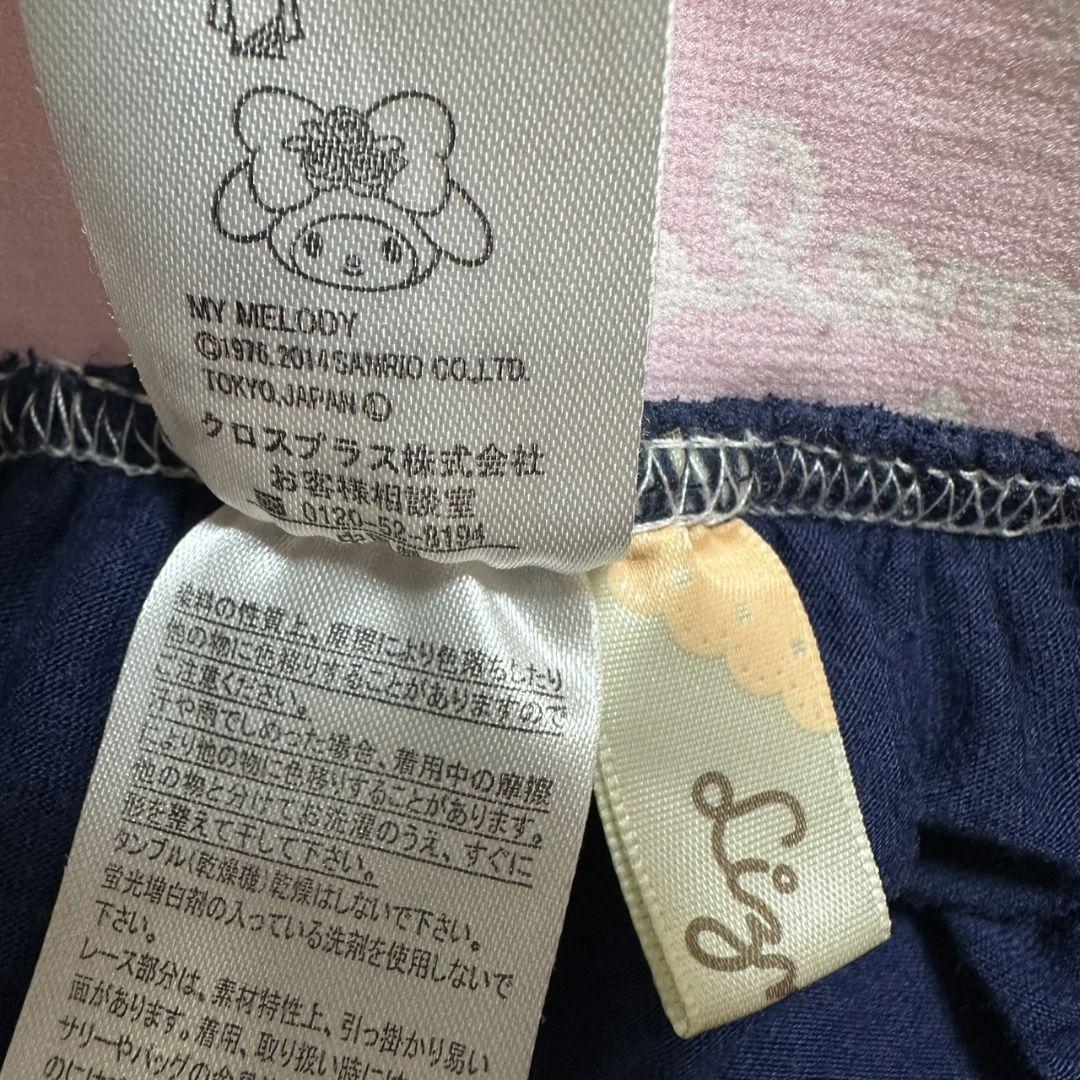 MY MELODY
©1976, 2014 SANRIO CO.,LTD.
TOKYO, JAPAN Ⓛ
クロスプラス株式会社
お客様相談室
0120-52-8194
染料の性質上、摩擦により色落ちしたり
他の物に色移りすることがありますので
ご注意ください。
汗や雨でしめった場合、着用中の摩擦
により他の物に色移りすることがあります。
他の物と分けてお洗濯のうえ、すぐに
形を整えて干して下さい。
タンブル(乾燥機)乾燥はしないで下さい。
蛍光増白剤の入っている洗剤を使用しないで
下さい。
レース部分は、素材特性上、引っ掛かり易い
面があります。着用、取り扱い時には
サリーやバッグの金具